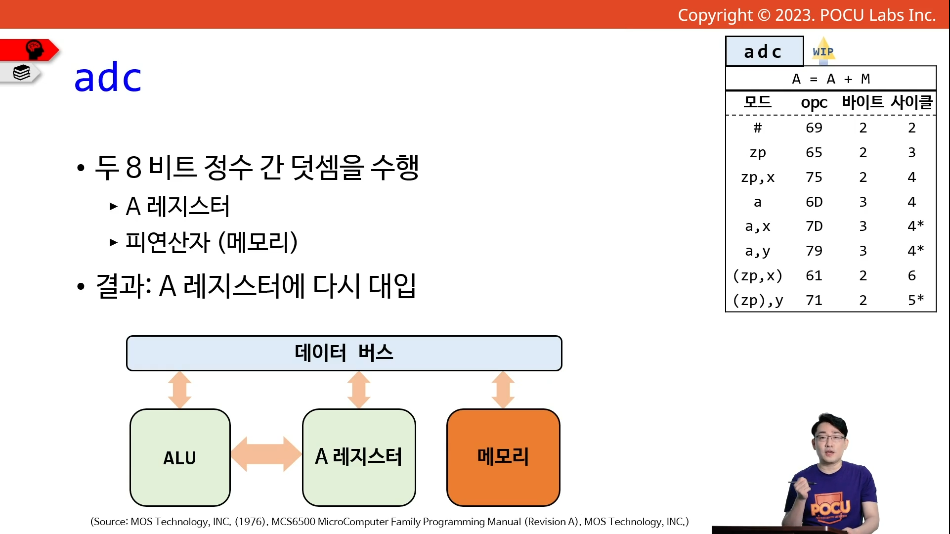 Copyright © 2023. POCU Labs Inc.
adc
• 두 8비트 정수 간 덧셈을 수행
▸ A 레지스터
▸ 피연산자 (메모리)
• 결과: A 레지스터에 다시 대입
데이터 버스
ALU
A 레지스터
메모리
(Source: MOS Technology, INC. (1976). MCS6500 MicroComputer Family Programming Manual (Revision A), MOS Technology, INC.)
adc
WIP
A = A + M
모드 opc 바이트 사이클
# 69 2 2
zp 65 2 3
zp,x 75 2 4
a 6D 3 4
a,x 7D 3 4*
a,y 79 3 4*
(zp,x) 61 2 6
(zp),y 71 2 5*
POCU